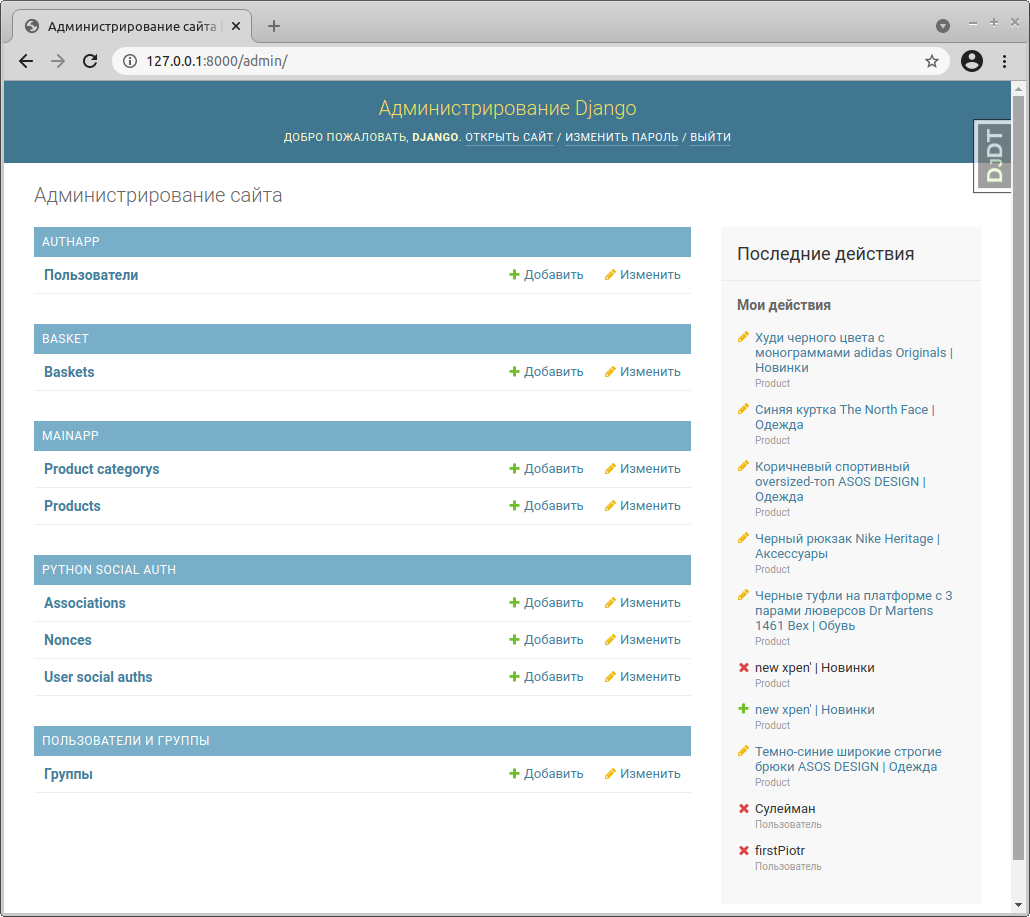 Администрирование сайта
127.0.0.1:8000/admin/
Администрирование Django
ДОБРО ПОЖАЛОВАТЬ, DJANGO. ОТКРЫТЬ САЙТ / ИЗМЕНИТЬ ПАРОЛЬ / ВЫЙТИ
DJDT
Администрирование сайта
AUTHAPP
Пользователи Добавить Изменить
BASKET
Baskets Добавить Изменить
MAINAPP
Product categorys Добавить Изменить
Products Добавить Изменить
PYTHON SOCIAL AUTH
Associations Добавить Изменить
Nonces Добавить Изменить
User social auths Добавить Изменить
ПОЛЬЗОВАТЕЛИ И ГРУППЫ
Группы Добавить Изменить
Последние действия
Мои действия
Худи черного цвета с
монограммами adidas Originals |
Новинки
Product
Синяя куртка The North Face |
Одежда
Product
Коричневый спортивный
oversized-топ ASOS DESIGN |
Одежда
Product
Черный рюкзак Nike Heritage |
Аксессуары
Product
Черные туфли на платформе с 3
парами люверсов Dr Martens
1461 Bex | Обувь
Product
new xpen' | Новинки
Product
new xpen' | Новинки
Product
Темно-синие широкие строгие
брюки ASOS DESIGN | Одежда
Product
Сулейман
Пользователь
firstPiotr
Пользователь